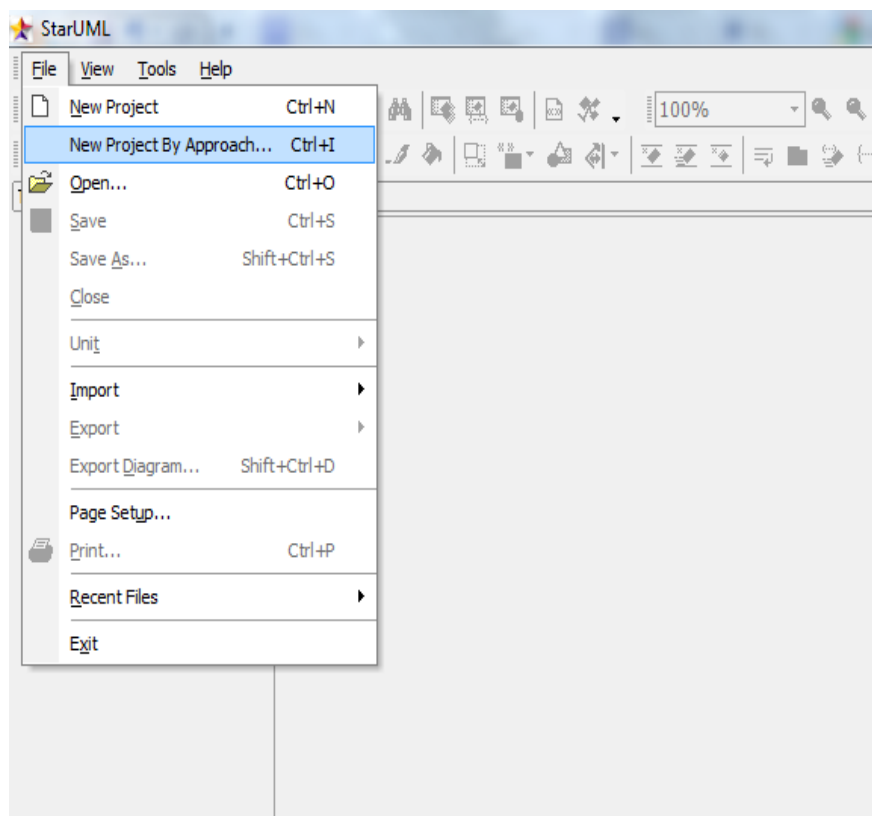 StarUML
File View Tools Help
New Project Ctrl+N
100%
New Project By Approach... Ctrl+I
Open... Ctrl+O
Save Ctrl+S
Save As... Shift+Ctrl+S
Close
Unit
Import
Export
Export Diagram... Shift+Ctrl+D
Page Setup...
Print... Ctrl+P
Recent Files
Exit